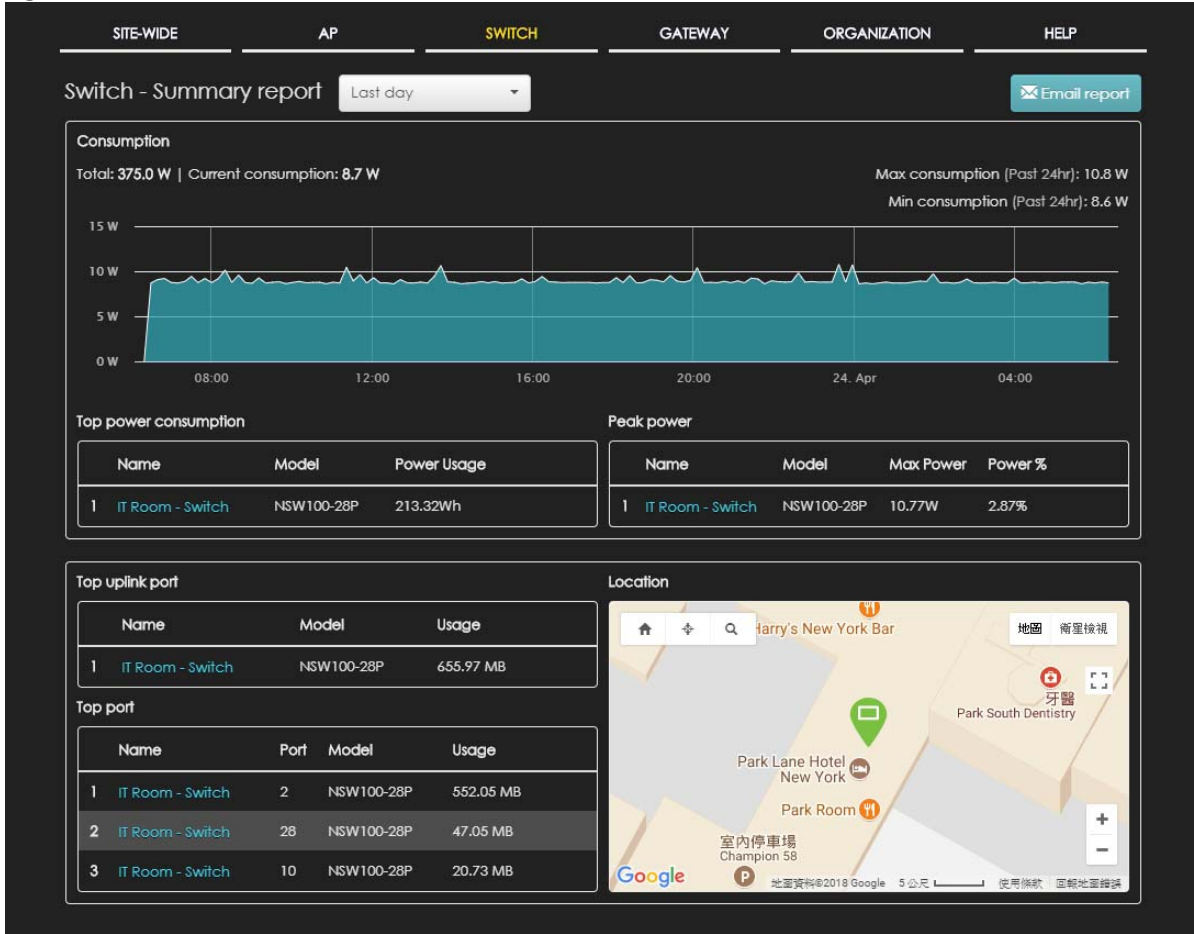 SITE-WIDE AP SWITCH GATEWAY ORGANIZATION HELP
Switch - Summary report Last day Email report
Consumption
Total: 375.0 W | Current consumption: 8.7 W
Max consumption (Past 24hr): 10.8 W
Min consumption (Past 24hr): 8.6 W
15 W
10 W
5 W
0 W
08:00 12:00 16:00 20:00 24. Apr 04:00
Top power consumption
Name Model Power Usage
1 IT Room - Switch NSW100-28P 213.32Wh
Peak power
Name Model Max Power Power %
1 IT Room - Switch NSW100-28P 10.77W 2.87%
Top uplink port
Name Model Usage
1 IT Room - Switch NSW100-28P 655.97 MB
Top port
Name Port Model Usage
1 IT Room - Switch 2 NSW100-28P 552.05 MB
2 IT Room - Switch 28 NSW100-28P 47.05 MB
3 IT Room - Switch 10 NSW100-28P 20.73 MB
Location
Harry's New York Bar
地圖 衛星檢視
牙醫
Park South Dentistry
Park Lane Hotel
New York
Park Room
室內停車場
Champion 58
P
+
−
Google 地圖資料©2018 Google 5 公尺 使用條款 回報地圖錯誤